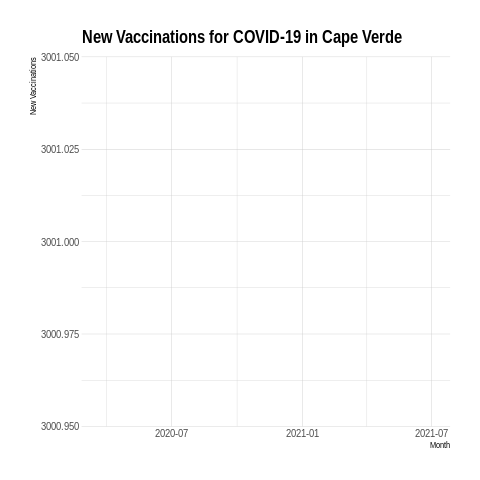 New Vaccinations for COVID-19 in Cape Verde
New Vaccinations
3001.050
3001.025
3001.000
3000.975
3000.950
2020-07
2021-01
2021-07
Month